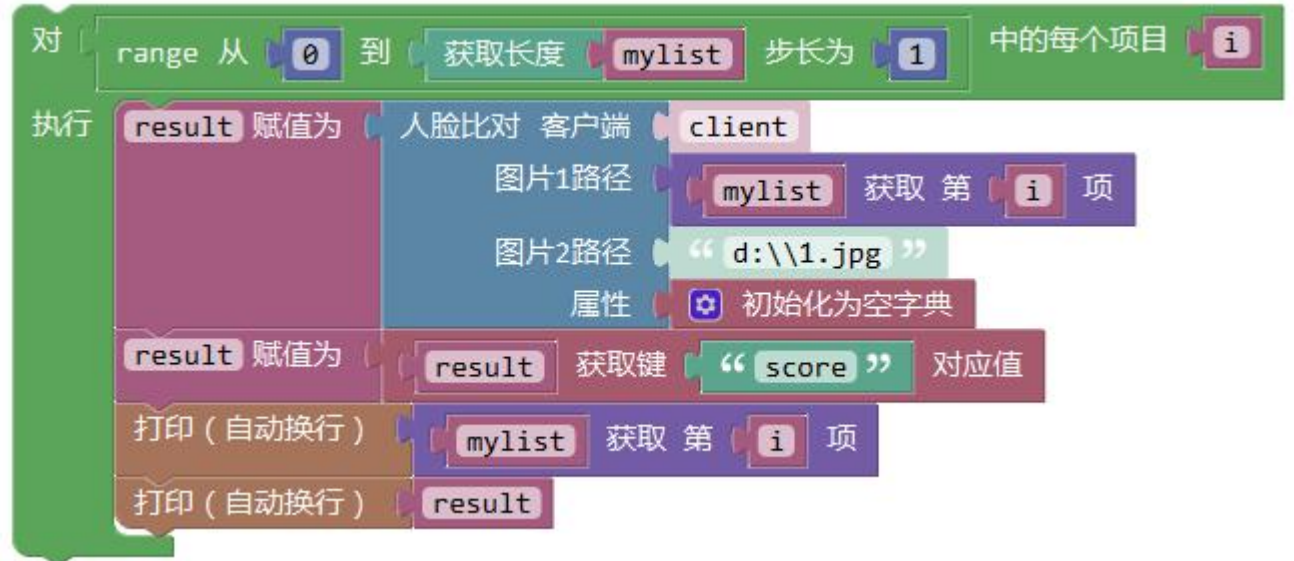 对 range 从 0 到 获取长度 mylist 步长为 1 中的每个项目 i
执行 result 赋值为 人脸比对 客户端 client
图片1路径 mylist 获取 第 i 项
图片2路径 “ d:\\1.jpg ”
属性 初始化为空字典
result 赋值为 result 获取键 “ score ” 对应值
打印（自动换行） mylist 获取 第 i 项
打印（自动换行） result